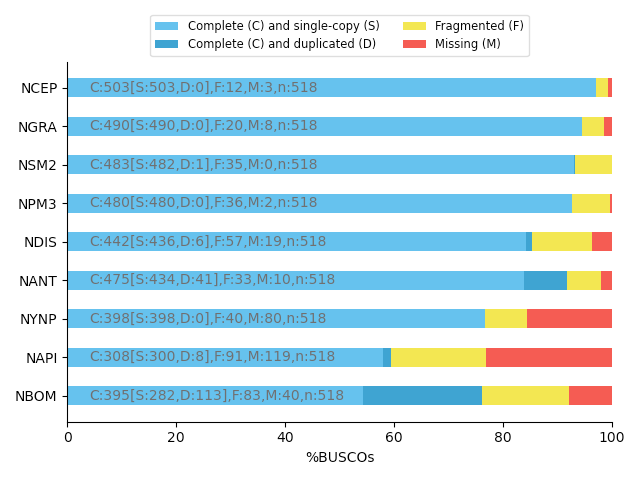 Complete (C) and single-copy (S) Fragmented (F)
Complete (C) and duplicated (D) Missing (M)
NCEP C:503[S:503,D:0],F:12,M:3,n:518
NGRA C:490[S:490,D:0],F:20,M:8,n:518
NSM2 C:483[S:482,D:1],F:35,M:0,n:518
NPM3 C:480[S:480,D:0],F:36,M:2,n:518
NDIS C:442[S:436,D:6],F:57,M:19,n:518
NANT C:475[S:434,D:41],F:33,M:10,n:518
NYNP C:398[S:398,D:0],F:40,M:80,n:518
NAPI C:308[S:300,D:8],F:91,M:119,n:518
NBOM C:395[S:282,D:113],F:83,M:40,n:518
0 20 40 60 80 100
%BUSCOs